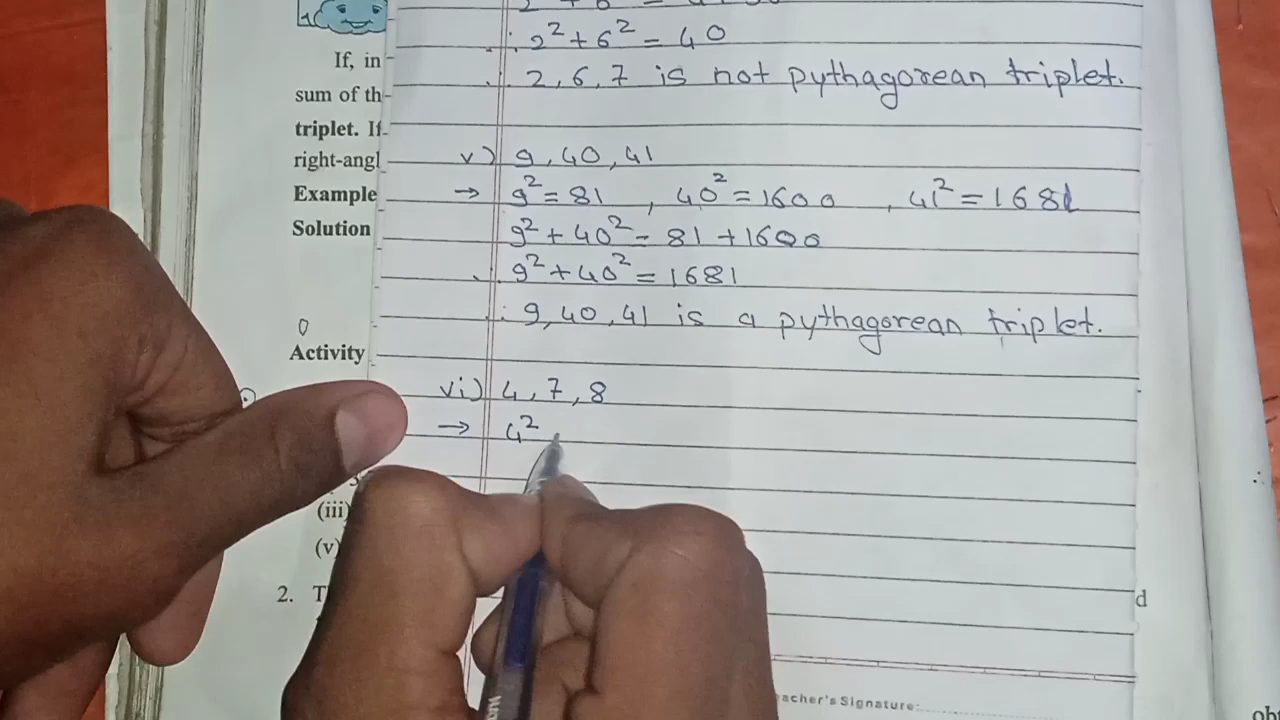 ∴ 2² + 6² = 40
∴ 2, 6, 7 is not pythagorean triplet.
v) 9, 40, 41
→ 9² = 81 , 40² = 1600 , 41² = 1681
9² + 40² = 81 + 1600
∴ 9² + 40² = 1681
∴ 9, 40, 41 is a pythagorean triplet.
vi) 4, 7, 8
→ 4²
If, in
sum of th
triplet. If
right-angl
Example
Solution
Activity
(iii)
(v)
2. T
d
acher's Signature: